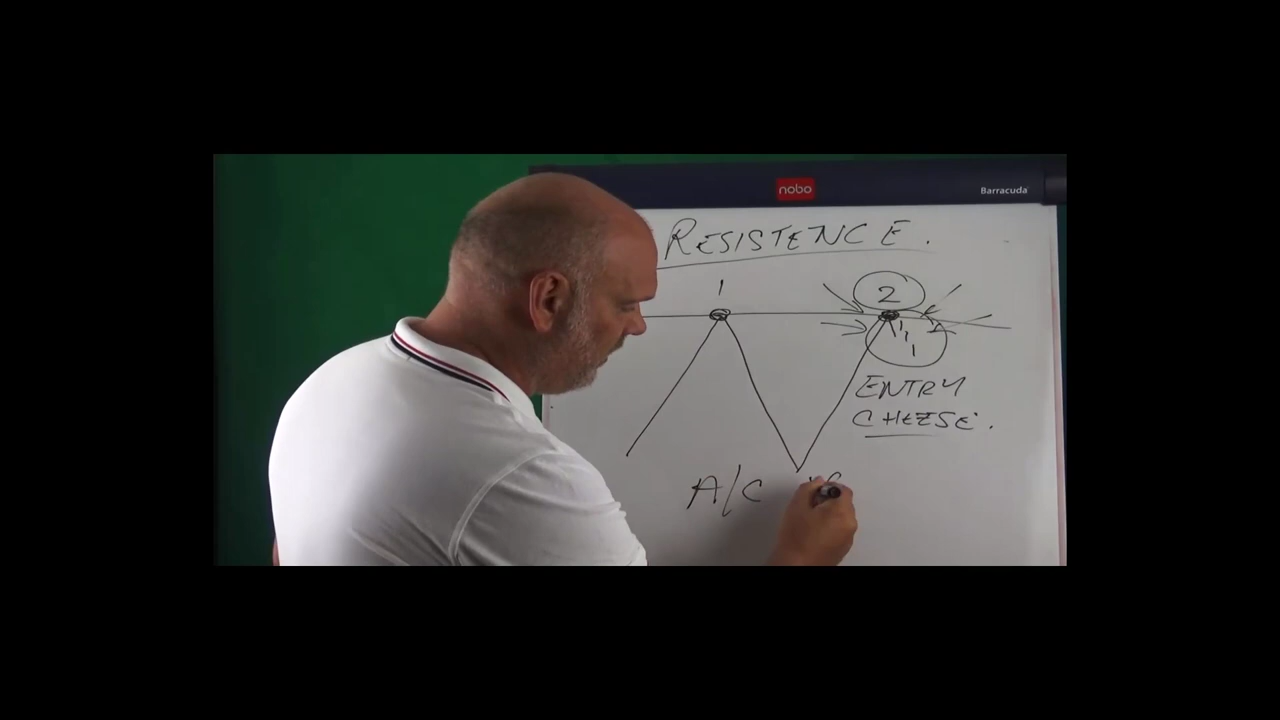 nobo
Barracuda
RESISTENCE.
1
2
ENTRY
CHEESE.
A/C